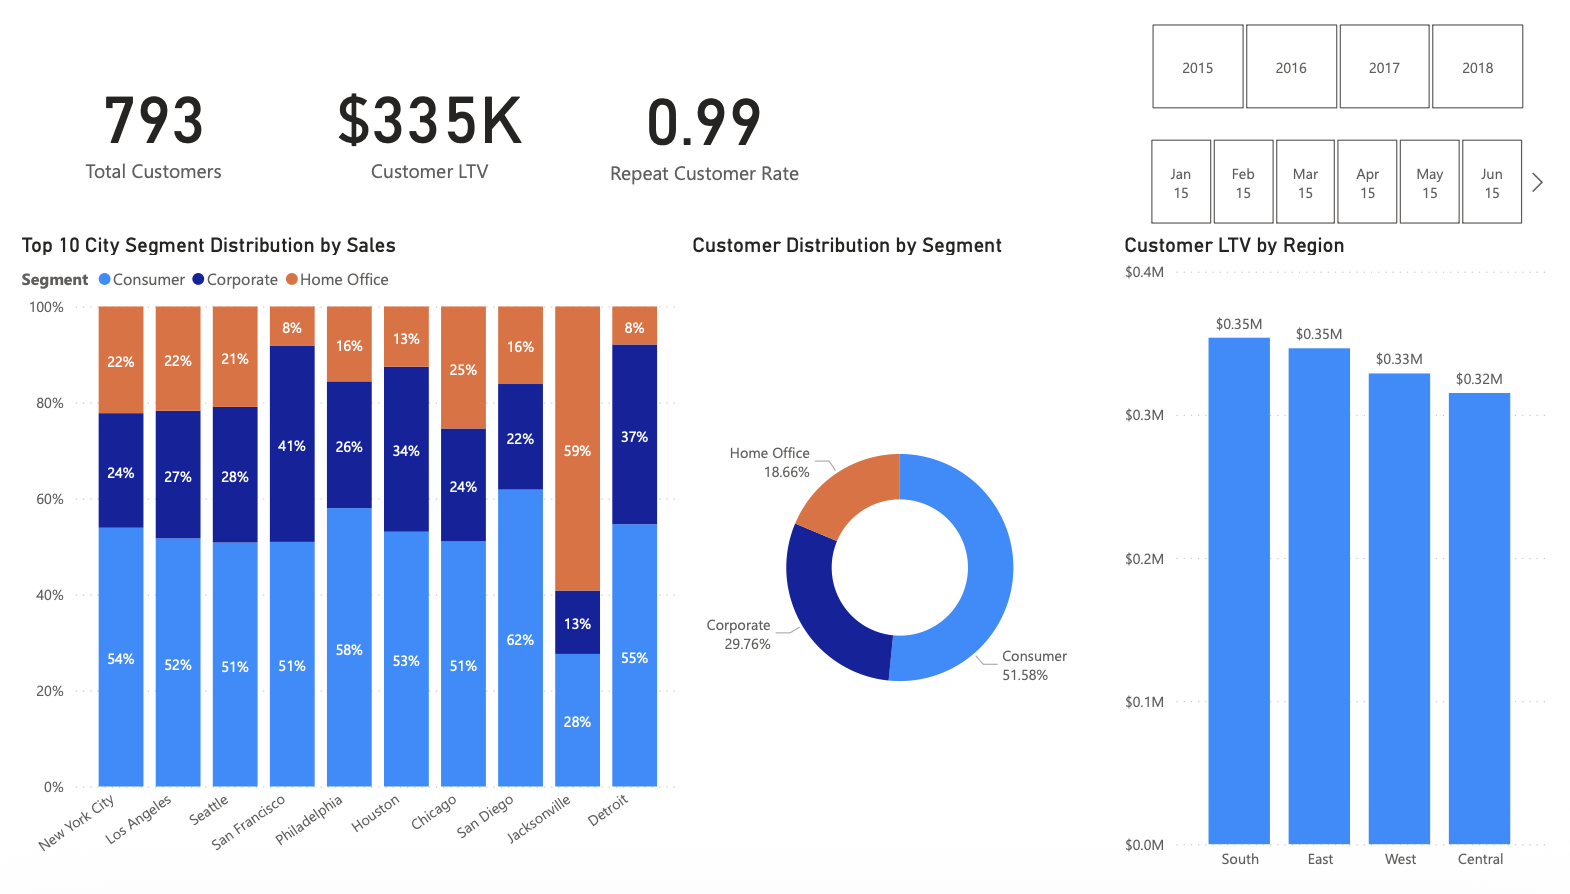 793
Total Customers
$335K
Customer LTV
0.99
Repeat Customer Rate
2015
2016
2017
2018
Jan
15
Feb
15
Mar
15
Apr
15
May
15
Jun
15
Top 10 City Segment Distribution by Sales
Segment Consumer Corporate Home Office
100%
80%
60%
40%
20%
0%
22%
24%
54%
22%
27%
52%
21%
28%
51%
8%
41%
51%
16%
26%
58%
13%
34%
53%
25%
24%
51%
16%
22%
62%
59%
13%
28%
8%
37%
55%
New York City
Los Angeles
Seattle
San Francisco
Philadelphia
Houston
Chicago
San Diego
Jacksonville
Detroit
Customer Distribution by Segment
Home Office
18.66%
Corporate
29.76%
Consumer
51.58%
Customer LTV by Region
$0.4M
$0.3M
$0.2M
$0.1M
$0.0M
$0.35M
$0.35M
$0.33M
$0.32M
South
East
West
Central